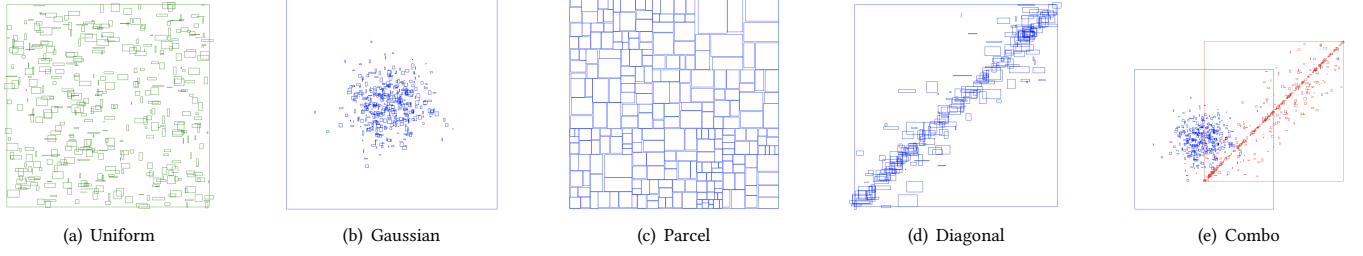 (a) Uniform
(b) Gaussian
(c) Parcel
(d) Diagonal
(e) Combo